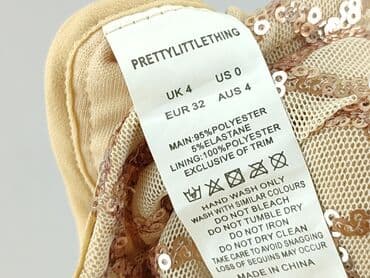 PRETTYLITTLETHING
UK 4 US 0
EUR 32 AUS 4
MAIN:95%POLYESTER
5%ELASTANE
LINING:100%POLYESTER
EXCLUSIVE OF TRIM
HAND WASH ONLY
WASH WITH SIMILAR COLOURS
DO NOT BLEACH
DO NOT TUMBLE DRY
DO NOT IRON
DO NOT DRY CLEAN
TAKE CARE TO AVOID SNAGGING
LOSS OF SEQUINS MAY OCCUR
MADE IN CHINA